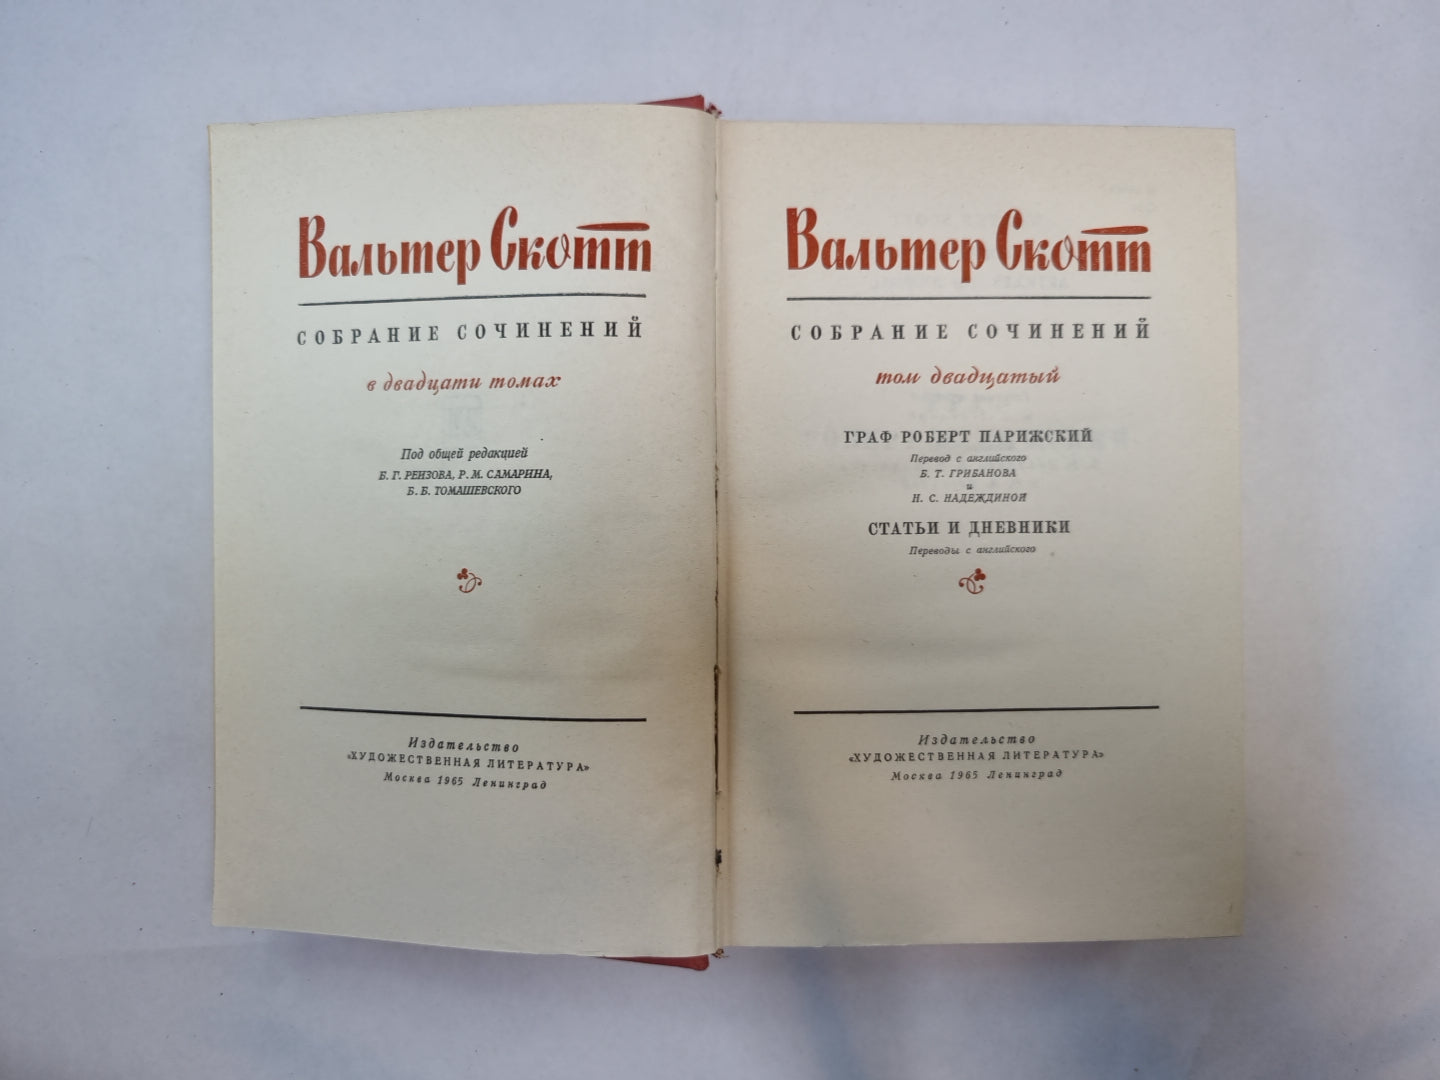 Вальтер Скотт
СОБРАНИЕ СОЧИНЕНИЙ
в двадцати томах
Под общей редакцией
Б. Г. РЕИЗОВА, Р. М. САМАРИНА,
Б. Б. ТОМАШЕВСКОГО
Издательство
«ХУДОЖЕСТВЕННАЯ ЛИТЕРАТУРА»
Москва 1965 Ленинград
Вальтер Скотт
СОБРАНИЕ СОЧИНЕНИЙ
том двадцатый
ГРАФ РОБЕРТ ПАРИЖСКИЙ
Перевод с английского
Б. Т. ГРИБАНОВА
и
Н. С. НАДЕЖДИНОЙ
СТАТЬИ И ДНЕВНИКИ
Переводы с английского
Издательство
«ХУДОЖЕСТВЕННАЯ ЛИТЕРАТУРА»
Москва 1965 Ленинград